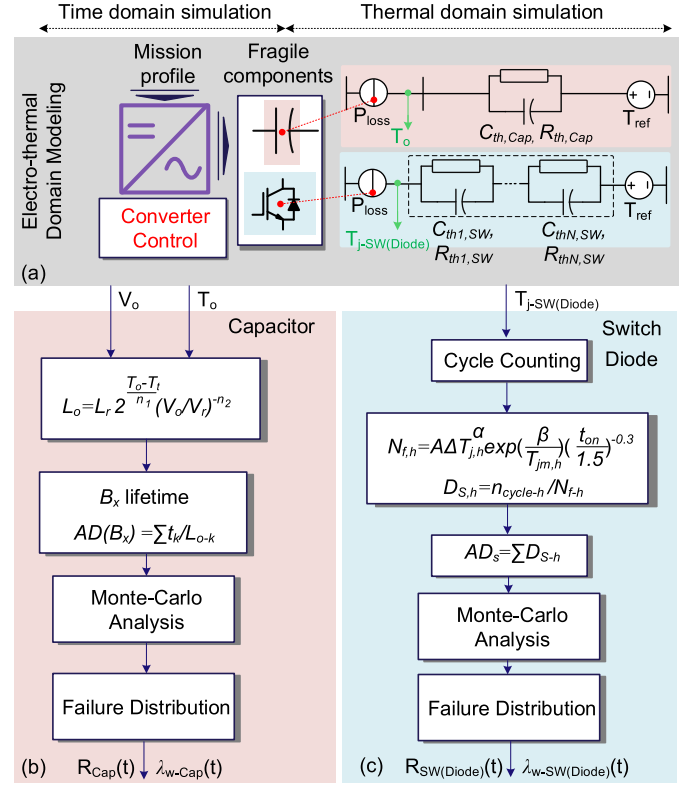 Time domain simulation
Thermal domain simulation
Electro-thermal
Domain Modeling
Mission
profile
Converter
Control
Fragile
components
P_loss
T_o
C_th,Cap, R_th,Cap
T_ref
P_loss
T_j-SW(Diode)
C_th1,SW,
R_th1,SW
C_thN,SW,
R_thN,SW
T_ref
(a)
V_o
T_o
T_j-SW(Diode)
Capacitor
L_o=L_r 2^((T_o-T_t)/n_1) (V_o/V_r)^(-n_2)
B_x lifetime
AD(B_x) =∑t_k/L_o-k
Monte-Carlo
Analysis
Failure Distribution
(b)
R_Cap(t) λ_w-Cap(t)
Switch
Diode
Cycle Counting
N_f,h=AΔT_j,h^α exp(β/T_jm,h)(t_on/1.5)^-0.3
D_S,h=n_cycle-h/N_f-h
AD_s=∑D_S-h
Monte-Carlo
Analysis
Failure Distribution
(c)
R_SW(Diode)(t) λ_w-SW(Diode)(t)